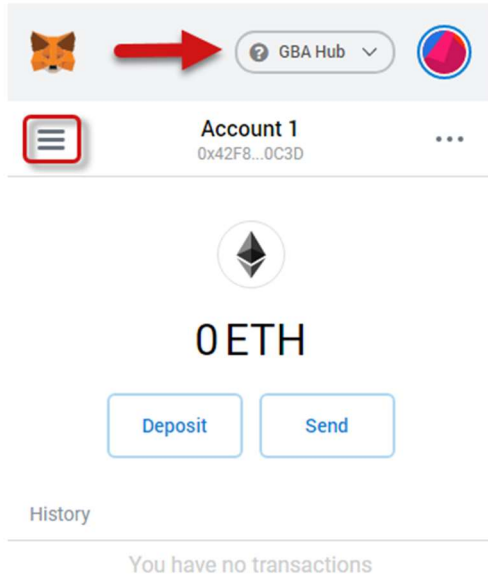 GBA Hub
Account 1
0x42F8...0C3D
0 ETH
Deposit
Send
History
You have no transactions